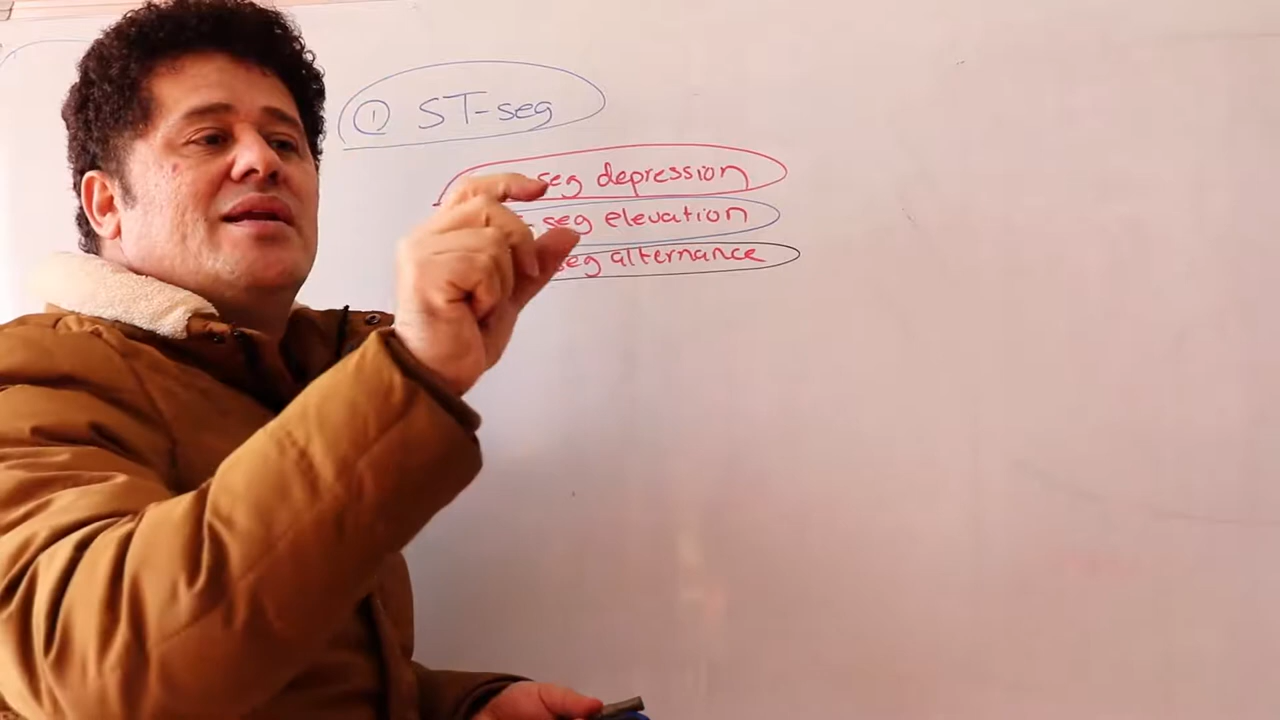 ① ST-seg
seg depression
seg elevation
seg alternance